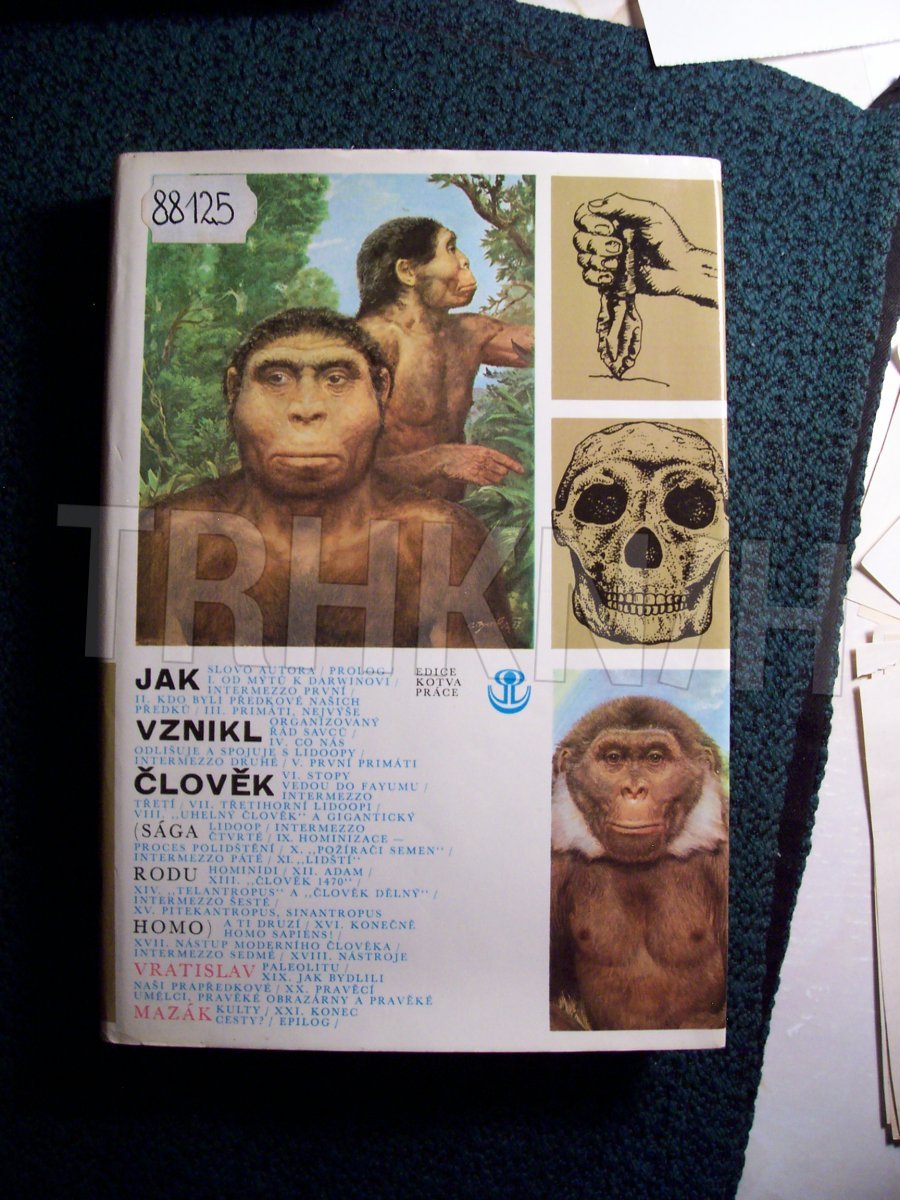 88125
JAK SLOVO AUTORA / PROLOG
I. OD MÝTŮ K DARWINOVI /
INTERMEZZO PRVNÍ /
II. KDO BYLI PŘEDKOVÉ NAŠICH
PŘEDKŮ / III. PRIMÁTI, NEJVÝŠE
VZNIKL ORGANIZOVANÝ
ŘÁD SAVCŮ /
IV. CO NÁS
ODLIŠUJE A SPOJUJE S LIDOOPY /
INTERMEZZO DRUHÉ / V. PRVNÍ PRIMÁTI
ČLOVĚK VI. STOPY
VEDOU DO FAYUMU /
INTERMEZZO
TŘETÍ / VII. TŘETIHORNÍ LIDOOPI /
VIII. „UHELNÝ ČLOVĚK“ A GIGANTICKÝ
(SÁGA LIDOOP / INTERMEZZO
ČTVRTÉ / IX. HOMINIZACE —
PROCES POLIDŠTĚNÍ / X. „POŽÍRAČI SEMEN“ /
INTERMEZZO PÁTÉ / XI. „LIDŠTÍ“
RODU HOMINIDI / XII. ADAM /
XIII. „ČLOVĚK 1470“ /
XIV. „TELANTROPUS“ A „ČLOVĚK DĚLNÝ“ /
INTERMEZZO ŠESTÉ /
XV. PITEKANTROPUS, SINANTROPUS
HOMO) A TI DRUZÍ / XVI. KONEČNĚ
HOMO SAPIENS! /
XVII. NÁSTUP MODERNÍHO ČLOVĚKA /
INTERMEZZO SEDMÉ / XVIII. NÁSTROJE
VRATISLAV PALEOLITU /
XIX. JAK BYDLILI
NAŠI PRAPŘEDKOVÉ / XX. PRAVĚCÍ
UMĚLCI, PRAVĚKÉ OBRAZÁRNY A PRAVĚKÉ
MAZÁK KULTY / XXI. KONEC
CESTY? / EPILOG /
EDICE
KOTVA
PRÁCE
TRHKNIH